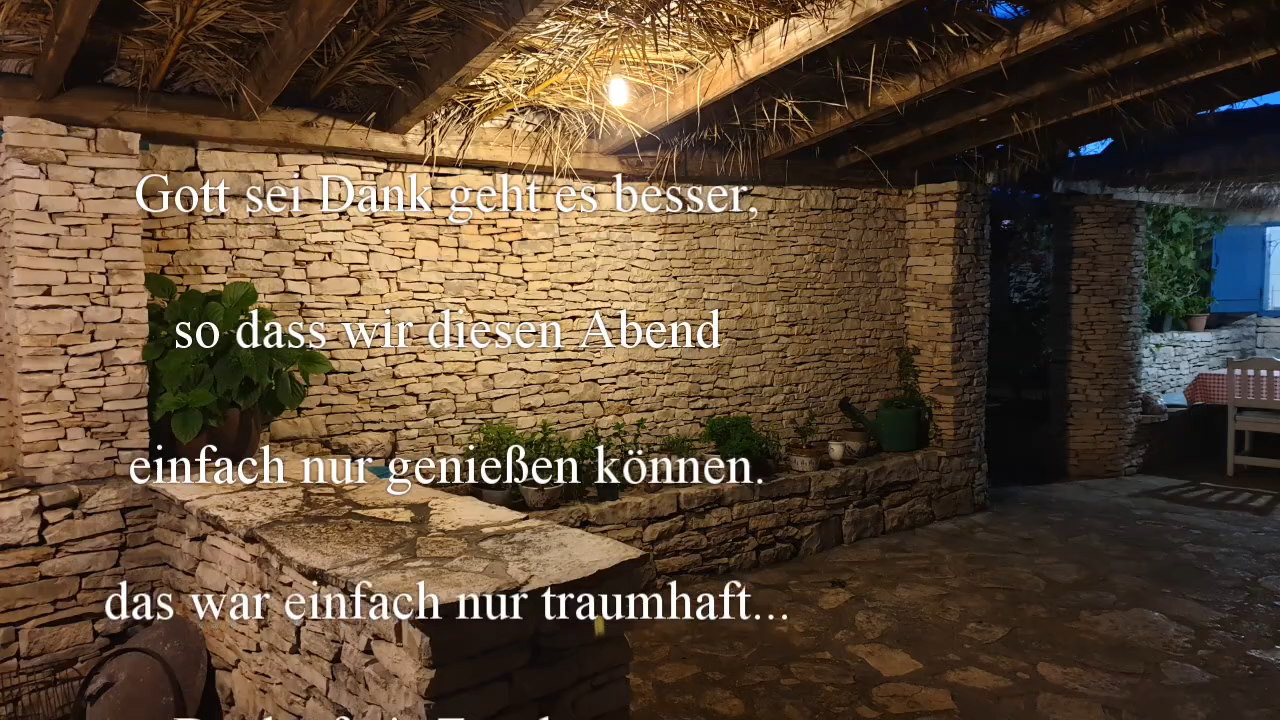 Gott sei Dank geht es besser,
so dass wir diesen Abend
einfach nur genießen können.
das war einfach nur traumhaft...